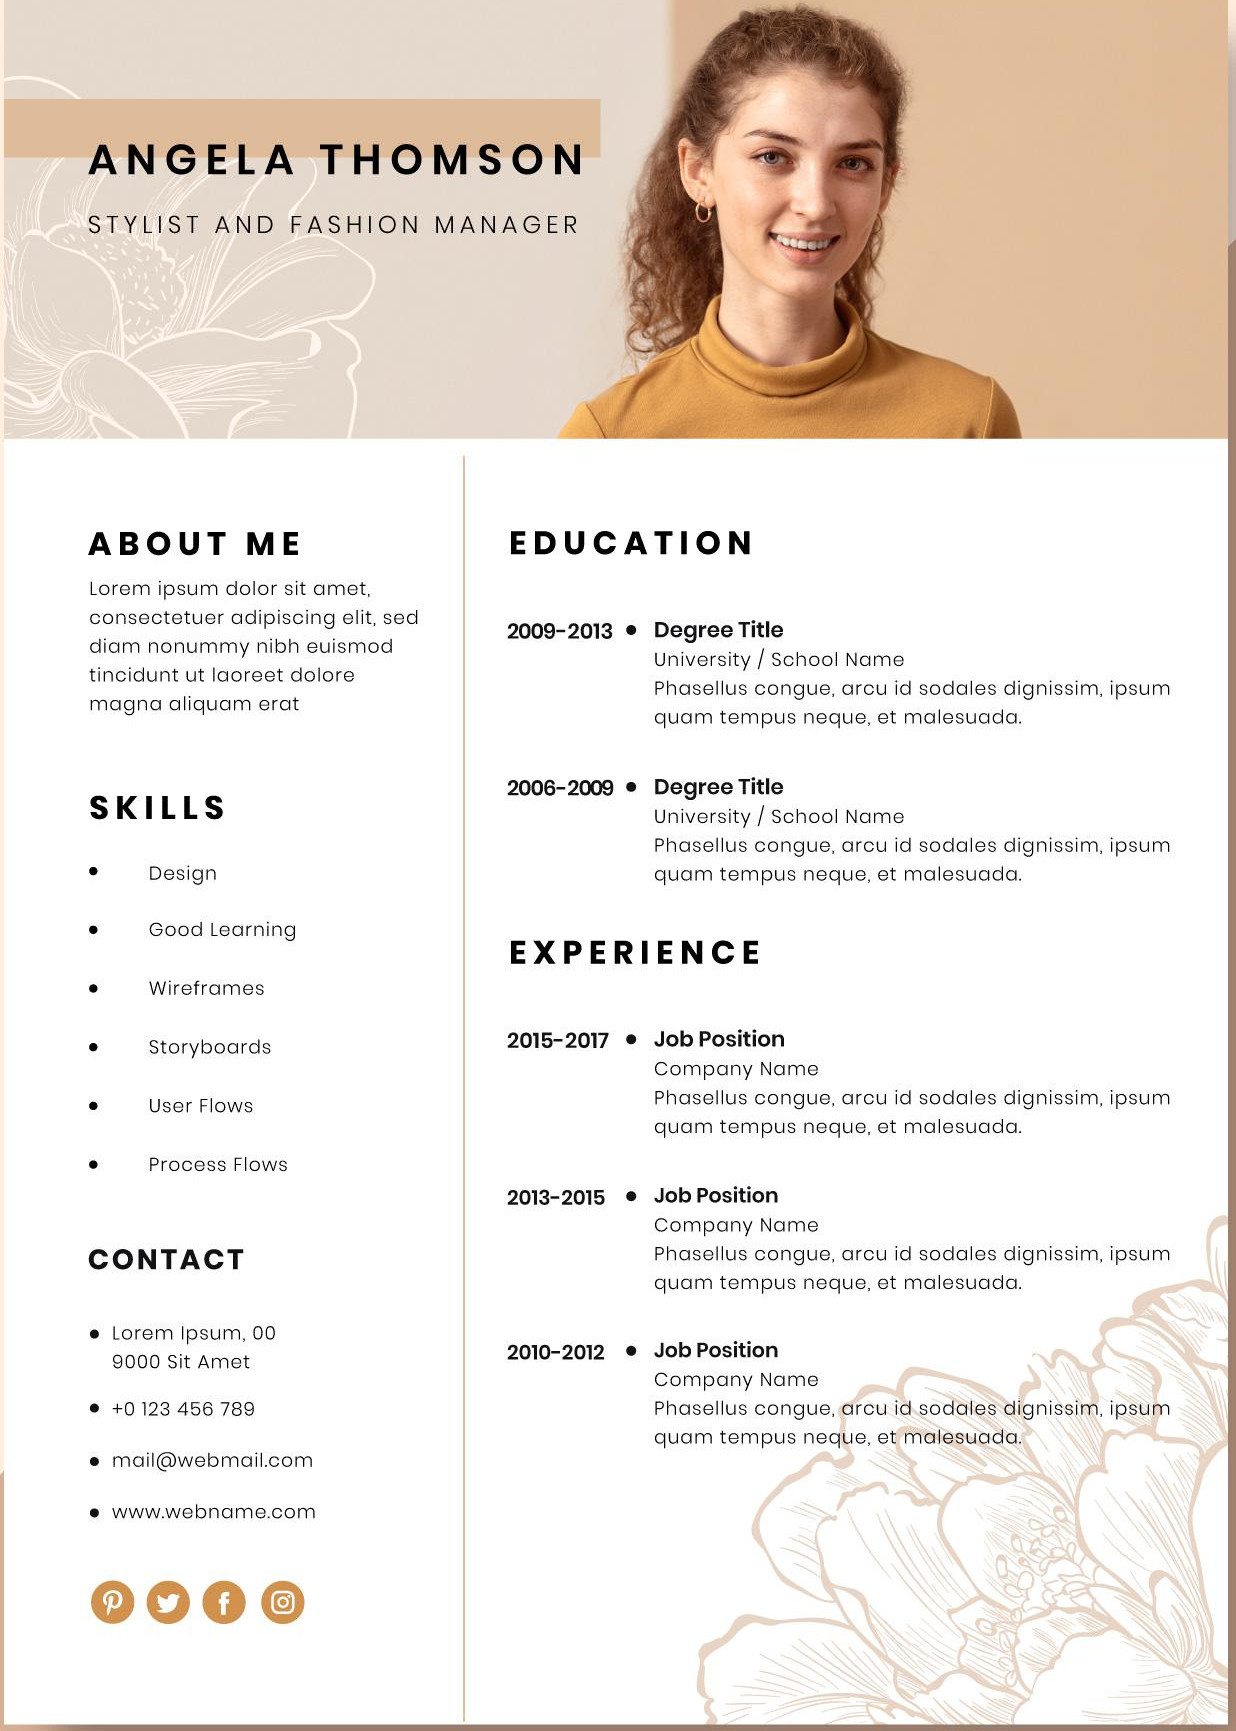 ANGELA THOMSON
STYLIST AND FASHION MANAGER
ABOUT ME
Lorem ipsum dolor sit amet,
consectetuer adipiscing elit, sed
diam nonummy nibh euismod
tincidunt ut laoreet dolore
magna aliquam erat
SKILLS
• Design
• Good Learning
• Wireframes
• Storyboards
• User Flows
• Process Flows
CONTACT
• Lorem Ipsum, 00
9000 Sit Amet
• +0 123 456 789
• mail@webmail.com
• www.webname.com
EDUCATION
2009-2013 • Degree Title
University / School Name
Phasellus congue, arcu id sodales dignissim, ipsum
quam tempus neque, et malesuada.
2006-2009 • Degree Title
University / School Name
Phasellus congue, arcu id sodales dignissim, ipsum
quam tempus neque, et malesuada.
EXPERIENCE
2015-2017 • Job Position
Company Name
Phasellus congue, arcu id sodales dignissim, ipsum
quam tempus neque, et malesuada.
2013-2015 • Job Position
Company Name
Phasellus congue, arcu id sodales dignissim, ipsum
quam tempus neque, et malesuada.
2010-2012 • Job Position
Company Name
Phasellus congue, arcu id sodales dignissim, ipsum
quam tempus neque, et malesuada.